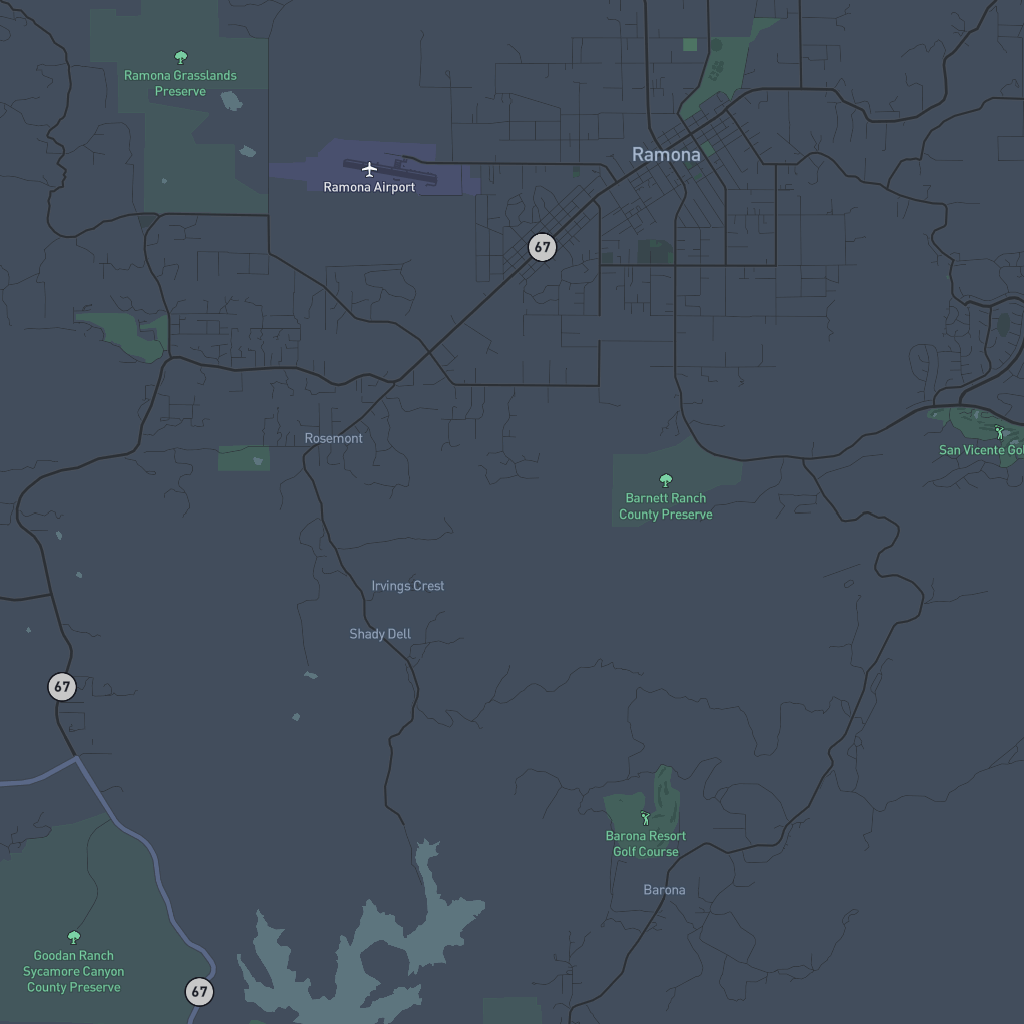 Ramona Grasslands
Preserve
Ramona
Ramona Airport
67
Rosemont
San Vicente Gol
Barnett Ranch
County Preserve
Irvings Crest
Shady Dell
67
Barona Resort
Golf Course
Barona
Goodan Ranch
Sycamore Canyon
County Preserve
67